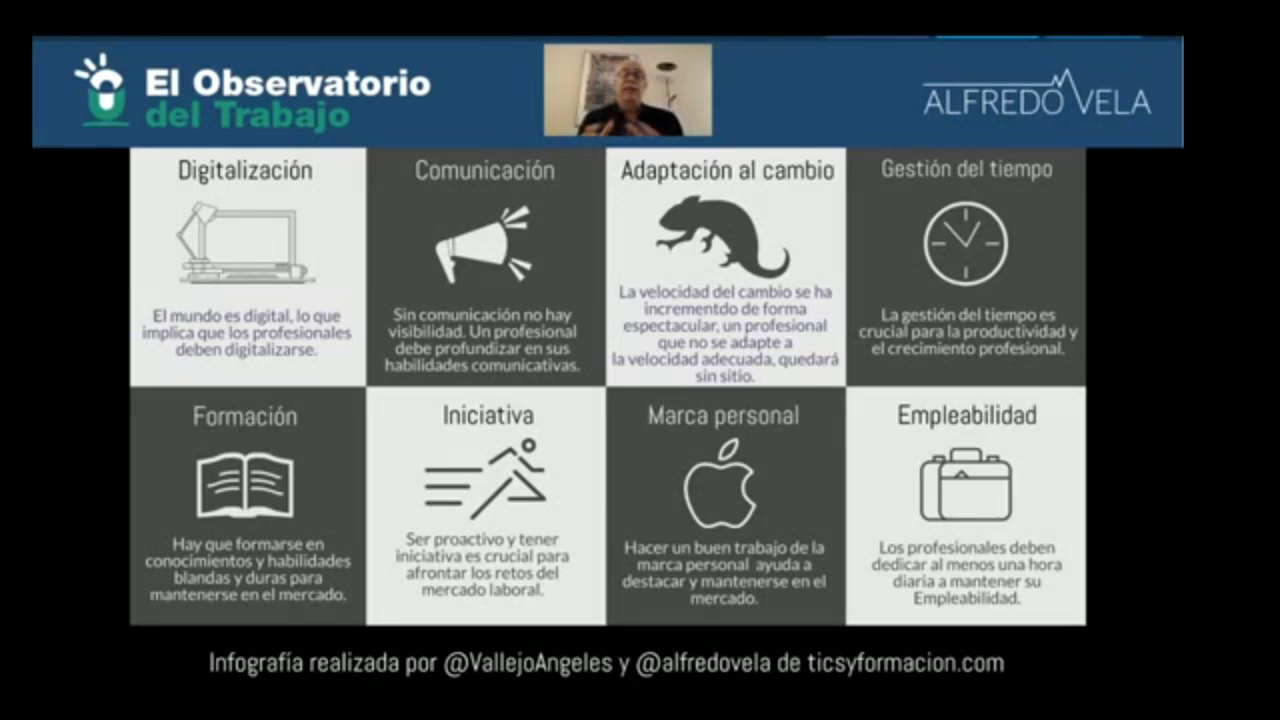 El Observatorio
del Trabajo
ALFREDO VELA
Digitalización
El mundo es digital, lo que
implica que los profesionales
deben digitalizarse.
Comunicación
Sin comunicación no hay
visibilidad. Un profesional
debe profundizar en sus
habilidades comunicativas.
Adaptación al cambio
La velocidad del cambio se ha
incrementdo de forma
espectacular, un profesional
que no se adapte a
la velocidad adecuada, quedará
sin sitio.
Gestión del tiempo
La gestión del tiempo es
crucial para la productividad y
el crecimiento profesional.
Formación
Hay que formarse en
conocimientos y habilidades
blandas y duras para
mantenerse en el mercado.
Iniciativa
Ser proactivo y tener
iniciativa es crucial para
afrontar los retos del
mercado laboral.
Marca personal
Hacer un buen trabajo de la
marca personal ayuda a
destacar y mantenerse en el
mercado.
Empleabilidad
Los profesionales deben
dedicar al menos una hora
diaria a mantener su
Empleabilidad.
Infografía realizada por @VallejoAngeles y @alfredovela de ticsyformacion.com